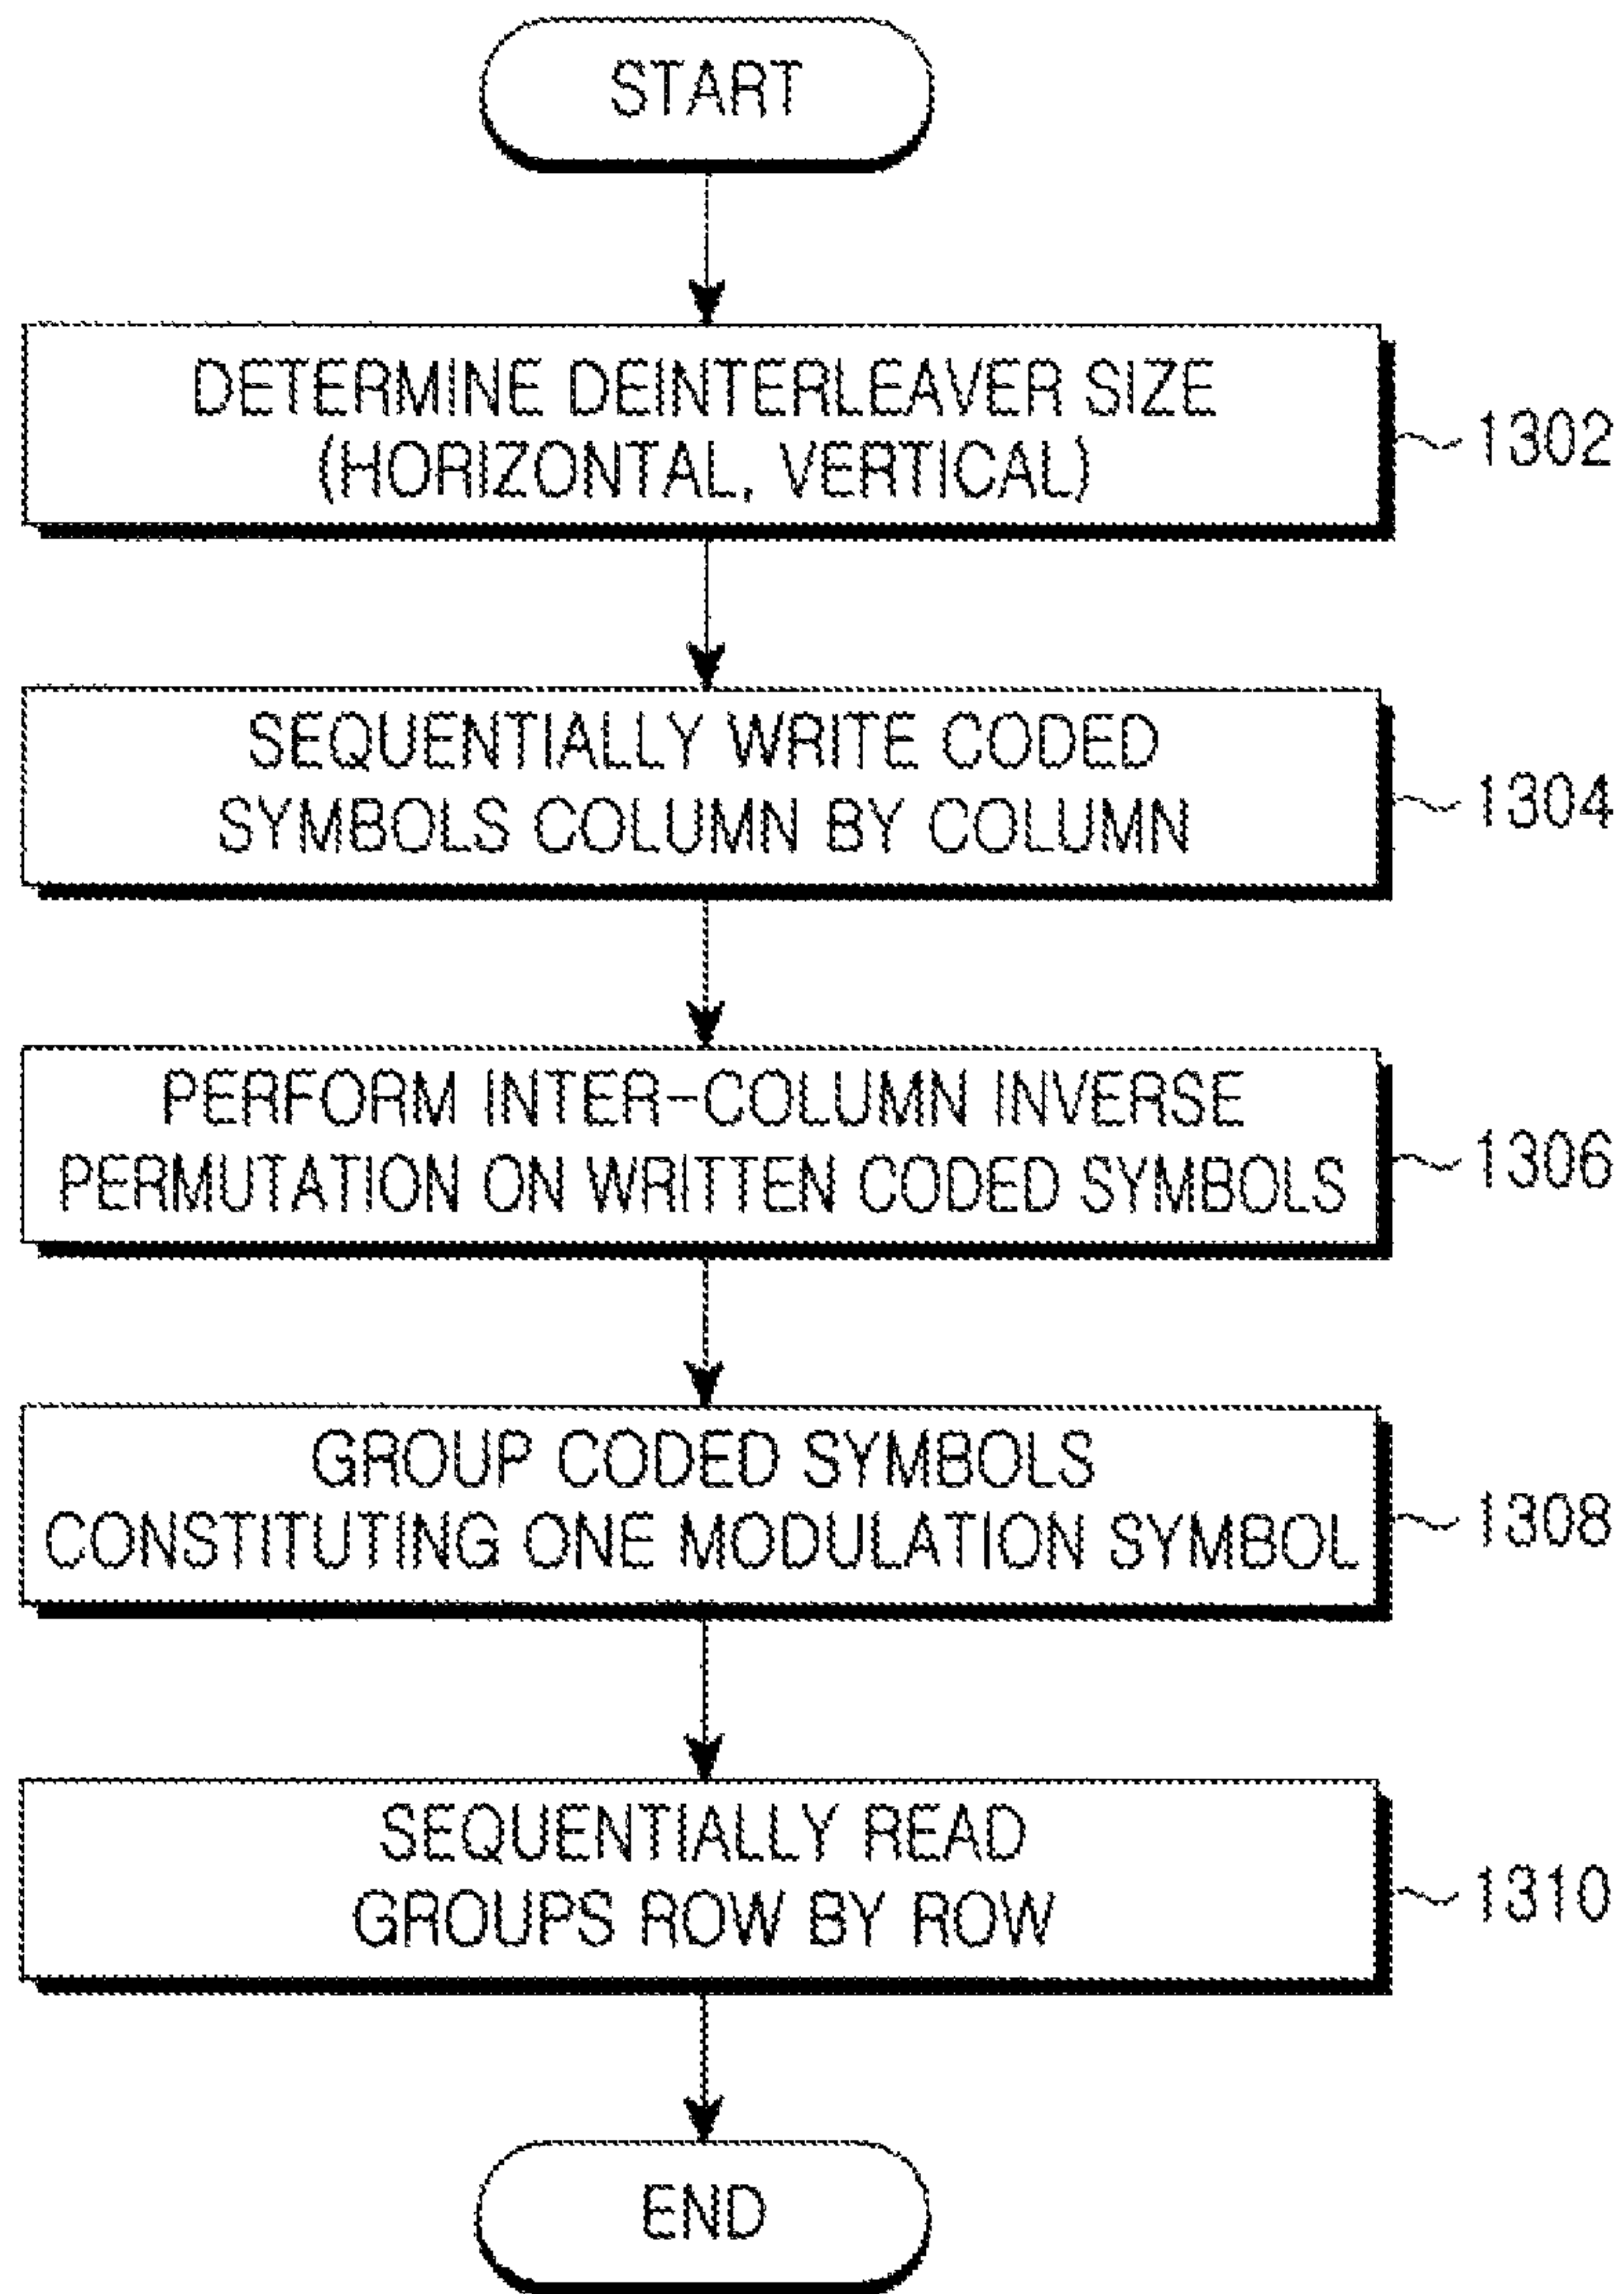 START
DETERMINE DEINTERLEAVER SIZE
(HORIZONTAL, VERTICAL)
1302
SEQUENTIALLY WRITE CODED
SYMBOLS COLUMN BY COLUMN
1304
PERFORM INTER-COLUMN INVERSE
PERMUTATION ON WRITTEN CODED SYMBOLS
1306
GROUP CODED SYMBOLS
CONSTITUTING ONE MODULATION SYMBOL
1308
SEQUENTIALLY READ
GROUPS ROW BY ROW
1310
END